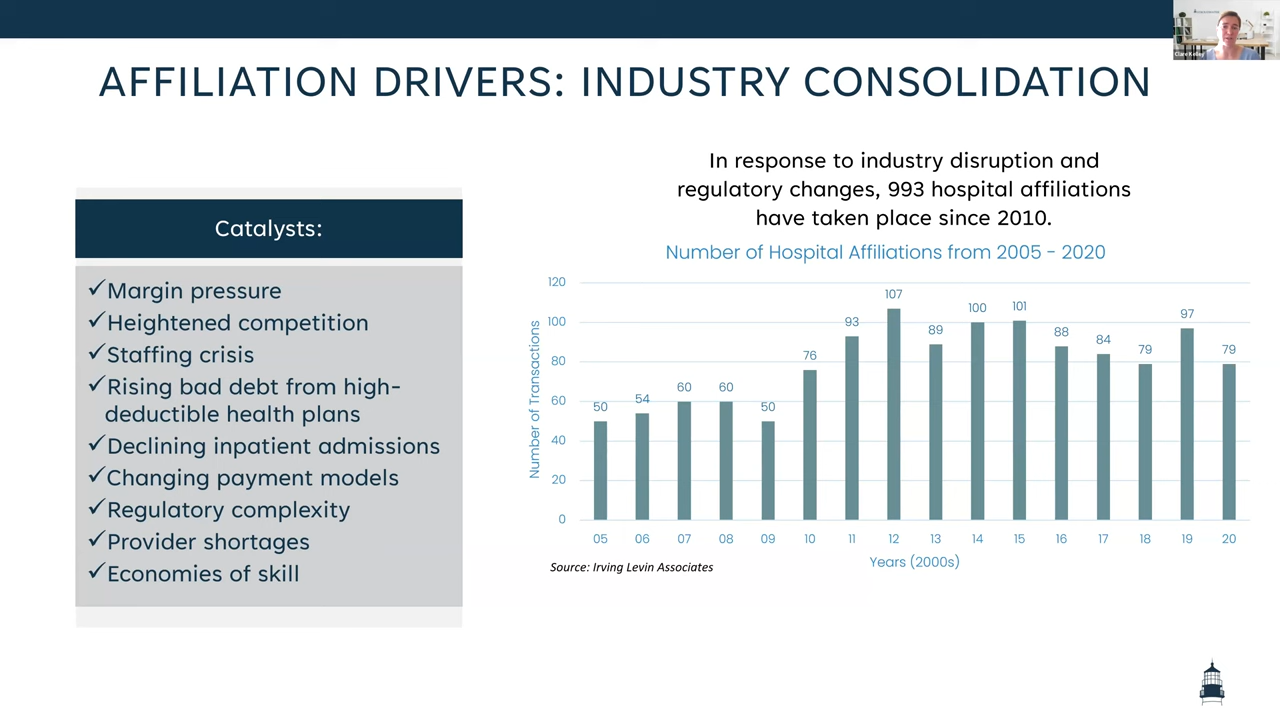 AFFILIATION DRIVERS: INDUSTRY CONSOLIDATION
Catalysts:
✓Margin pressure
✓Heightened competition
✓Staffing crisis
✓Rising bad debt from high-
deductible health plans
✓Declining inpatient admissions
✓Changing payment models
✓Regulatory complexity
✓Provider shortages
✓Economies of skill
In response to industry disruption and
regulatory changes, 993 hospital affiliations
have taken place since 2010.
Number of Hospital Affiliations from 2005 - 2020
Number of Transactions
120
100
80
60
40
20
0
50
54
60
60
50
76
93
107
89
100
101
88
84
79
97
79
05 06 07 08 09 10 11 12 13 14 15 16 17 18 19 20
Years (2000s)
Source: Irving Levin Associates